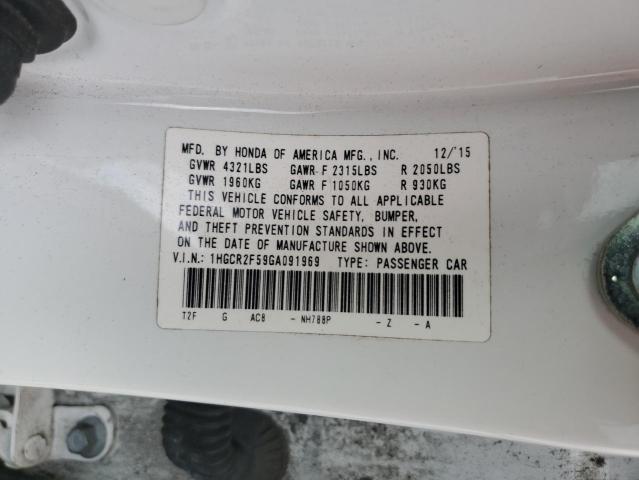 MFD. BY HONDA OF AMERICA MFG., INC. 12/'15
GVWR 4321LBS GAWR F 2315LBS R 2050LBS
GVWR 1960KG GAWR F 1050KG R 930KG
THIS VEHICLE CONFORMS TO ALL APPLICABLE
FEDERAL MOTOR VEHICLE SAFETY, BUMPER,
AND THEFT PREVENTION STANDARDS IN EFFECT
ON THE DATE OF MANUFACTURE SHOWN ABOVE.
V.I.N.: 1HGCR2F59GA091969 TYPE: PASSENGER CAR
T2F G AC8 - NH788P - Z - A